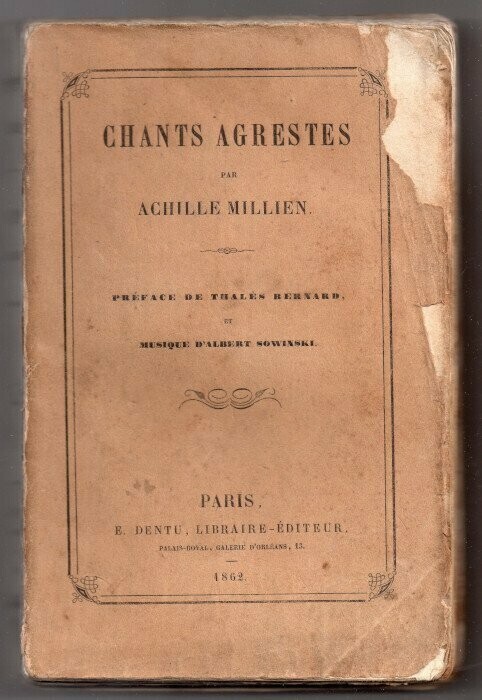 CHANTS AGRESTES
PAR
ACHILLE MILLIEN.
PRÉFACE DE THALÈS BERNARD,
ET
MUSIQUE D'ALBERT SOWINSKI.
PARIS,
E. DENTU, LIBRAIRE-ÉDITEUR,
PALAIS-ROYAL, GALERIE D'ORLÉANS, 13.
1862.